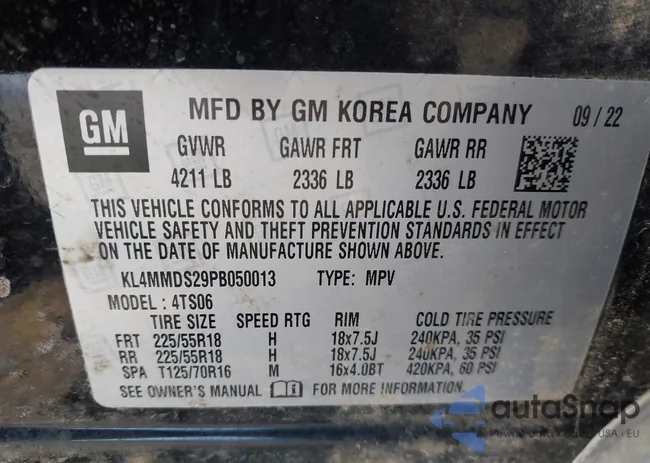 GM
MFD BY GM KOREA COMPANY 09/22
GVWR GAWR FRT GAWR RR
4211 LB 2336 LB 2336 LB
THIS VEHICLE CONFORMS TO ALL APPLICABLE U.S. FEDERAL MOTOR
VEHICLE SAFETY AND THEFT PREVENTION STANDARDS IN EFFECT
ON THE DATE OF MANUFACTURE SHOWN ABOVE.
KL4MMDS29PB050013 TYPE: MPV
MODEL: 4TS06
TIRE SIZE SPEED RTG RIM COLD TIRE PRESSURE
FRT 225/55R18 H 18x7.5J 240KPA, 35 PSI
RR 225/55R18 H 18x7.5J 240KPA, 35 PSI
SPA T125/70R16 M 16x4.0BT 420KPA, 60 PSI
SEE OWNER'S MANUAL FOR MORE INFORMATION.
autoSnap
USA • EU